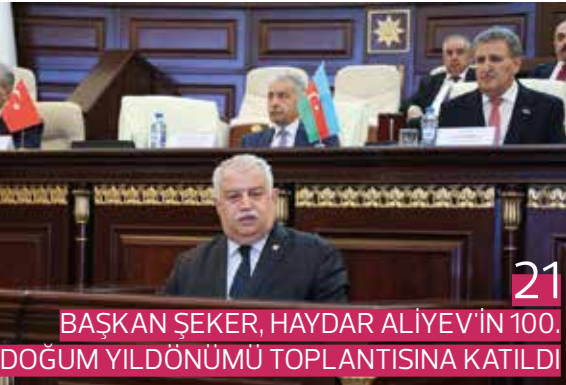 21
BAŞKAN ŞEKER, HAYDAR ALİYEV'İN 100.
DOĞUM YILDÖNÜMÜ TOPLANTISINA KATILDI